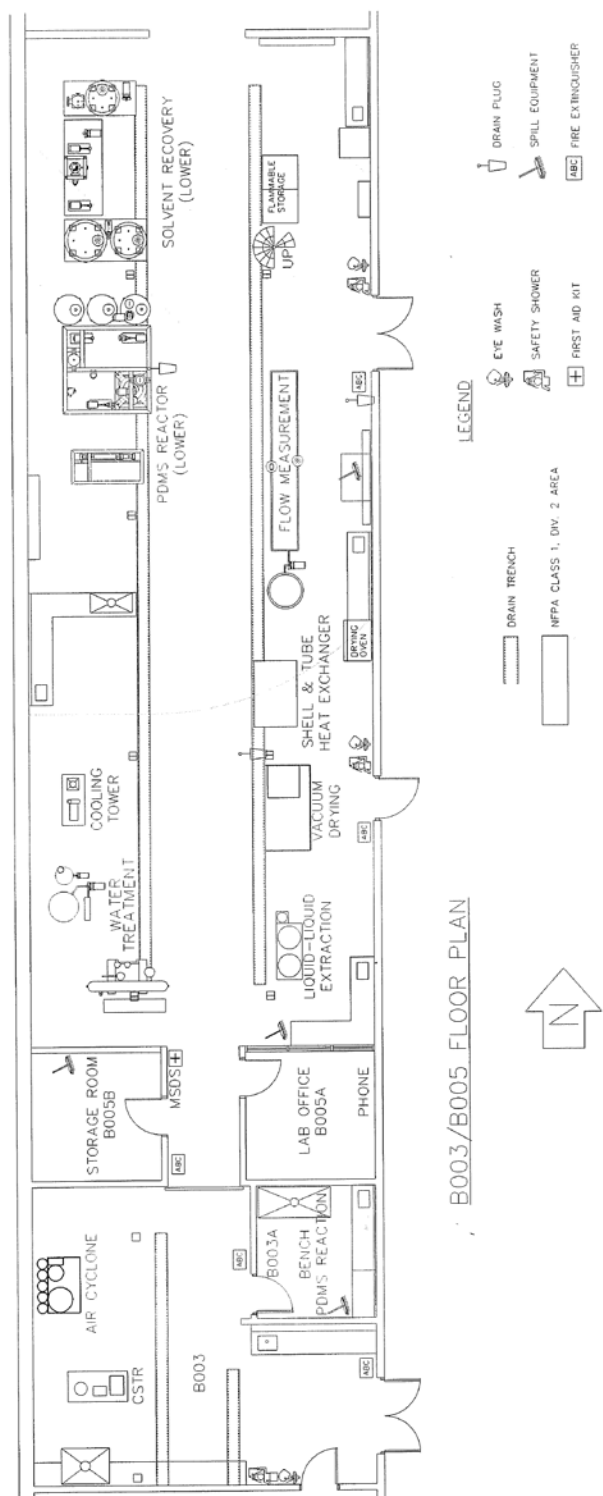 SOLVENT RECOVERY
(LOWER)
PDMS REACTOR
(LOWER)
FLAMMABLE
STORAGE
UP
FLOW MEASUREMENT
ABC
COOLING
TOWER
SHELL & TUBE
HEAT EXCHANGER
DRYING
OVEN
WATER
TREATMENT
VACUUM
DRYING
ABC
LIQUID-LIQUID
EXTRACTION
STORAGE ROOM
B005B
MSDS
ABC
LAB OFFICE
B005A
PHONE
AIR CYCLONE
ABC
B003A
BENCH
PDMS REACTION
CSTR
B003
ABC
B003/B005 FLOOR PLAN
N
LEGEND
DRAIN TRENCH
NFPA CLASS 1, DIV. 2 AREA
EYE WASH
SAFETY SHOWER
FIRST AID KIT
DRAIN PLUG
SPILL EQUIPMENT
ABC FIRE EXTINGUISHER